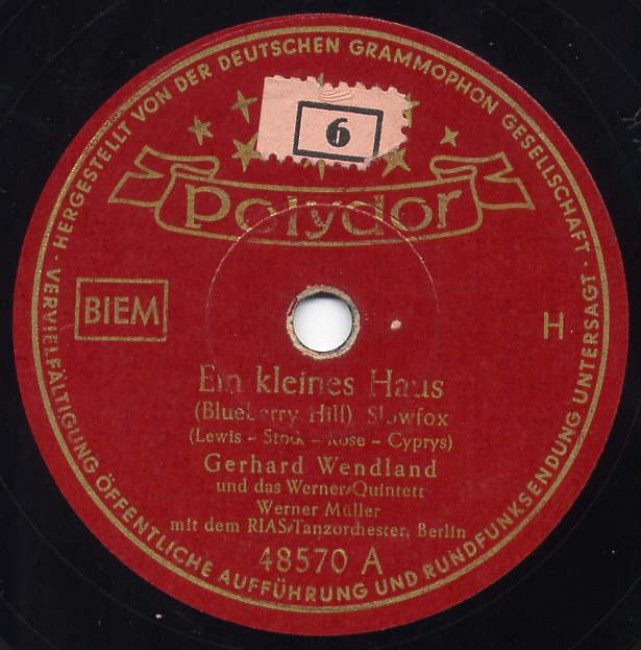 HERGESTELLT VON DER DEUTSCHEN GRAMMOPHON GESELLSCHAFT · VERVIELFÄLTIGUNG ÖFFENTLICHE AUFFÜHRUNG UND RUNDFUNKSENDUNG UNTERSAGT ·
6
Polydor
BIEM
H
Ein kleines Haus
(Blueberry Hill) Slowfox
(Lewis - Stock - Rose - Cyprys)
Gerhard Wendland
und das Werner-Quintett
Werner Müller
mit dem RIAS-Tanzorchester, Berlin
48570 A